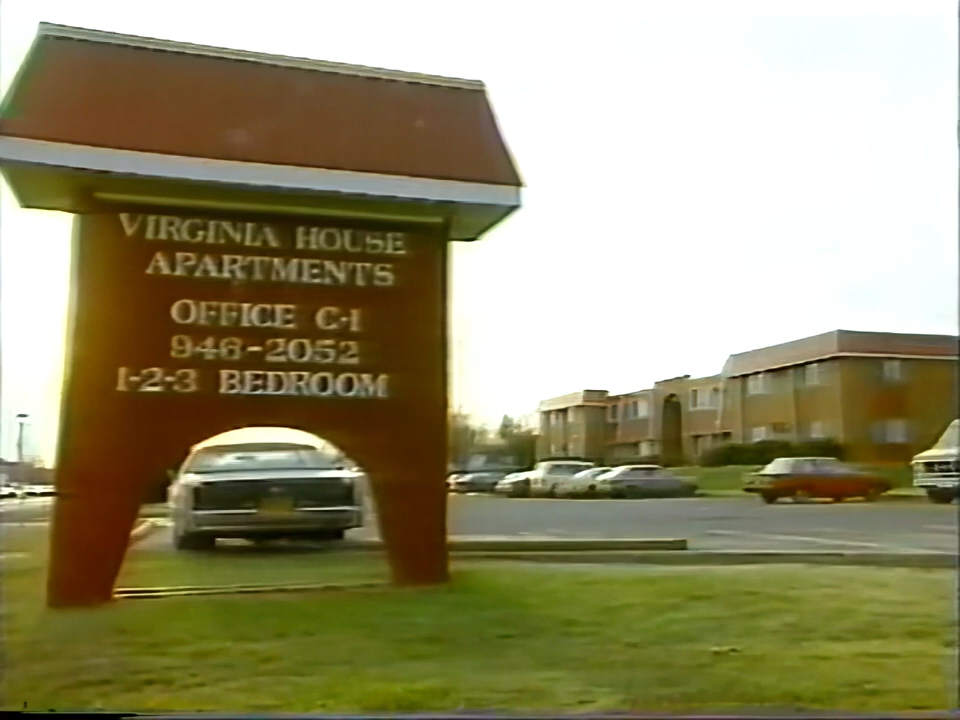 VIRGINIA HOUSE
APARTMENTS
OFFICE C-1
946-2052
1-2-3 BEDROOM